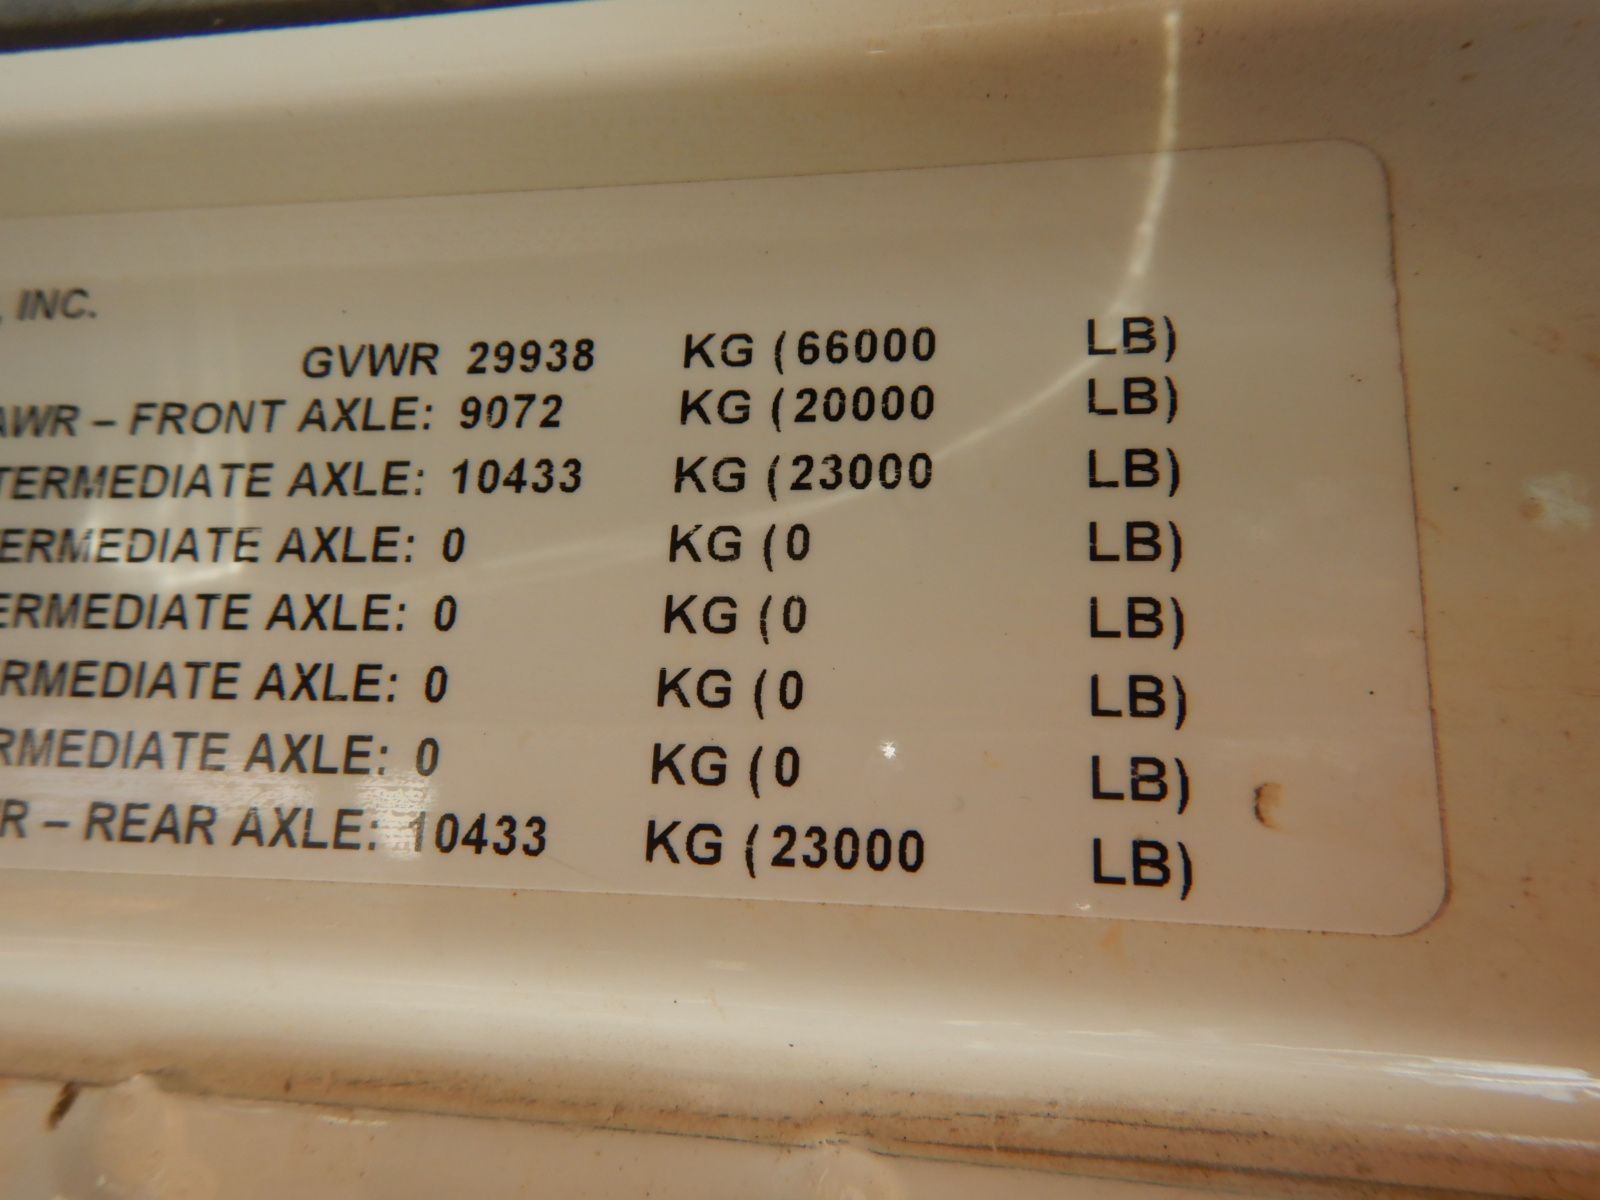 , INC.
GVWR 29938 KG (66000 LB)
AWR – FRONT AXLE: 9072 KG (20000 LB)
TERMEDIATE AXLE: 10433 KG (23000 LB)
ERMEDIATE AXLE: 0 KG (0 LB)
ERMEDIATE AXLE: 0 KG (0 LB)
RMEDIATE AXLE: 0 KG (0 LB)
RMEDIATE AXLE: 0 KG (0 LB)
R – REAR AXLE: 10433 KG (23000 LB)